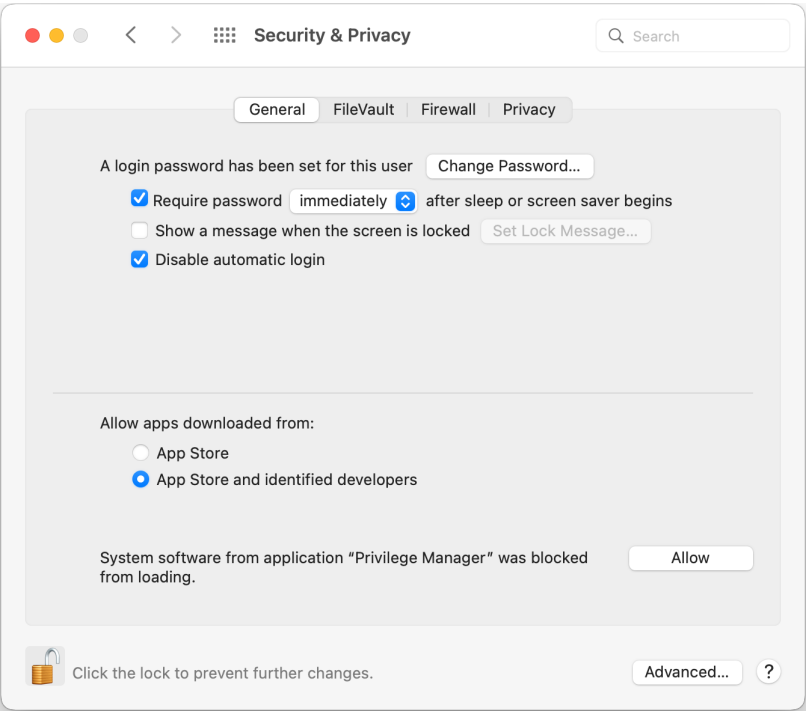 Security & Privacy
Search
General FileVault Firewall Privacy
A login password has been set for this user Change Password...
Require password immediately after sleep or screen saver begins
Show a message when the screen is locked Set Lock Message...
Disable automatic login
Allow apps downloaded from:
App Store
App Store and identified developers
System software from application “Privilege Manager” was blocked
from loading.
Allow
Click the lock to prevent further changes.
Advanced... ?